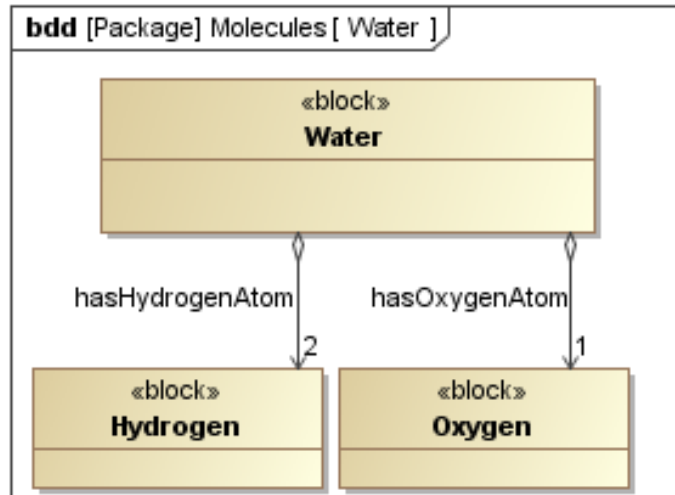 bdd [Package] Molecules [ Water ]
«block»
Water
hasHydrogenAtom
hasOxygenAtom
2
1
«block»
Hydrogen
«block»
Oxygen